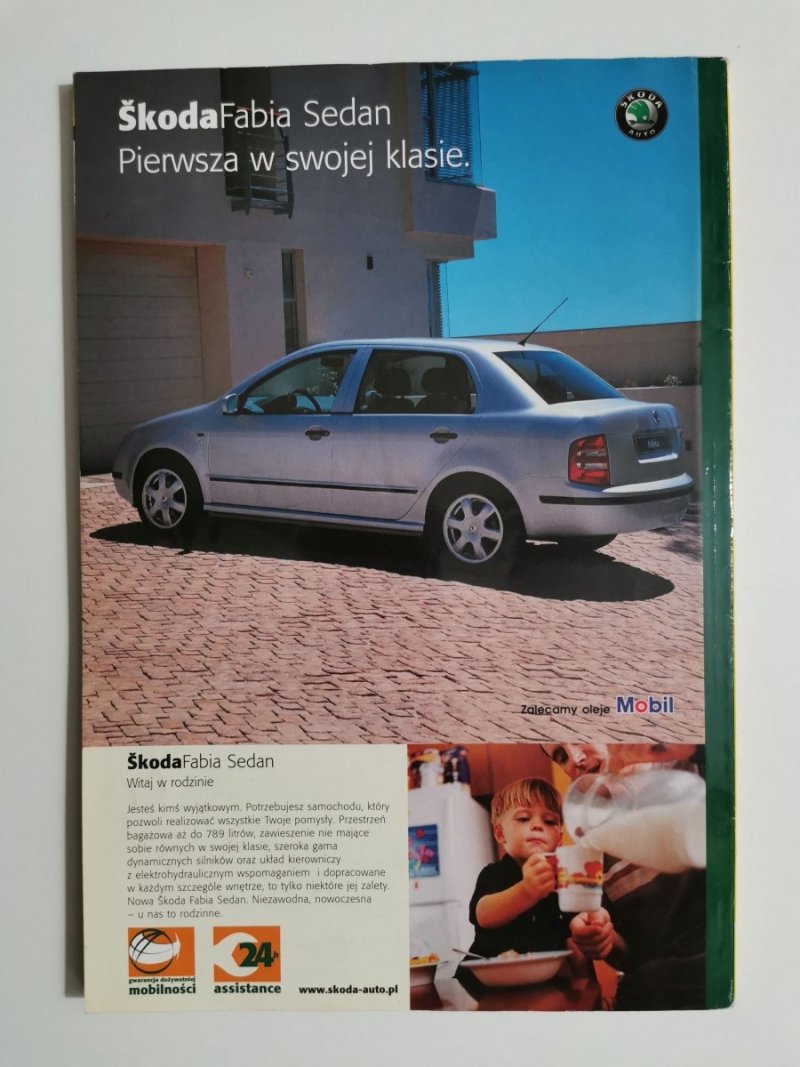 ŠkodaFabia Sedan
Pierwsza w swojej klasie.
ŠKODA
AUTO
Fabia
Zalecamy oleje Mobil
ŠkodaFabia Sedan
Witaj w rodzinie
Jesteś kimś wyjątkowym. Potrzebujesz samochodu, który
pozwoli realizować wszystkie Twoje pomysły. Przestrzeń
bagażowa aż do 789 litrów, zawieszenie nie mające
sobie równych w swojej klasie, szeroka gama
dynamicznych silników oraz układ kierowniczy
z elektrohydraulicznym wspomaganiem i dopracowane
w każdym szczególe wnętrze, to tylko niektóre jej zalety.
Nowa Škoda Fabia Sedan. Niezawodna, nowoczesna
– u nas to rodzinne.
gwarancja dożywotniej
mobilności
24h
assistance
www.skoda-auto.pl